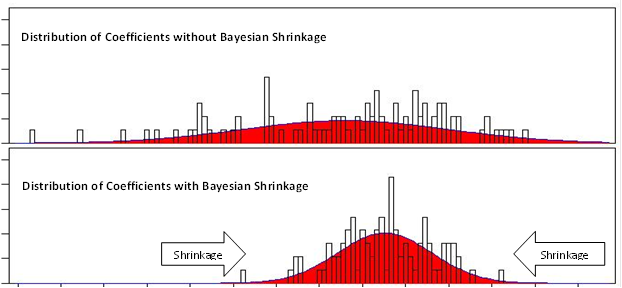 Distribution of Coefficients without Bayesian Shrinkage
Distribution of Coefficients with Bayesian Shrinkage
Shrinkage
Shrinkage